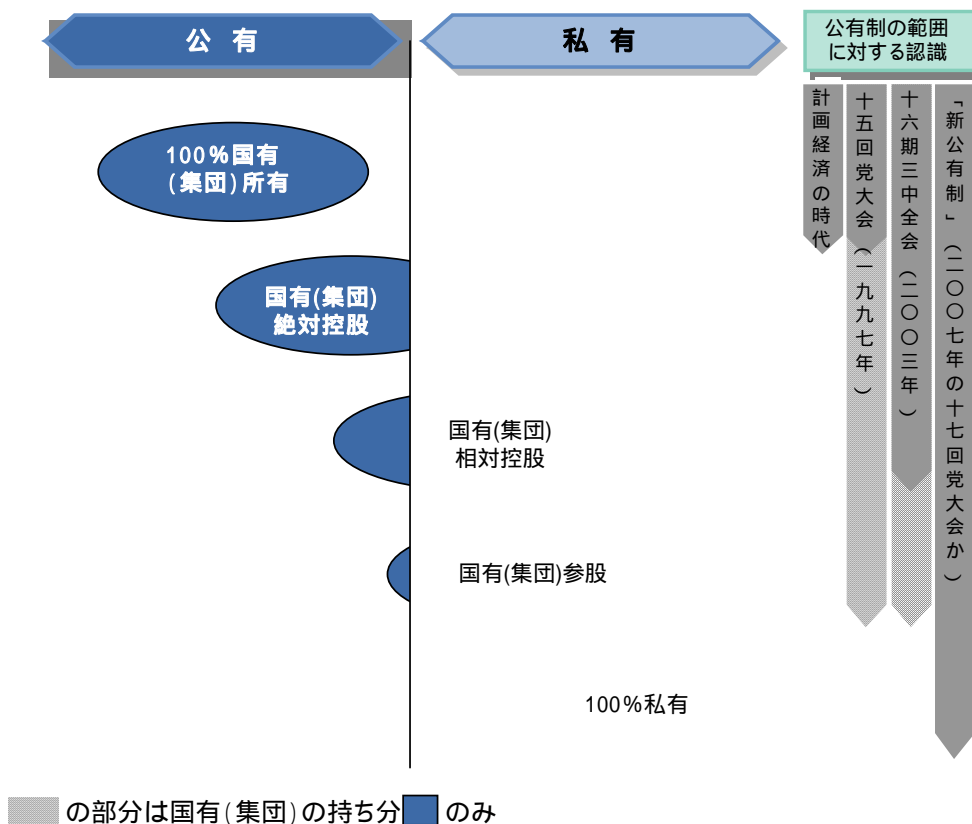 公 有
私 有
公有制の範囲
に対する認識
100%国有
(集団)所有
国有(集団)
絶対控股
国有(集団)
相対控股
国有(集団)参股
100%私有
計画経済の時代
十五回党大会(一九九七年)
十六期三中全会(二〇〇三年)
「新公有制」(二〇〇七年の十七回党大会か)
の部分は国有(集団)の持ち分 のみ